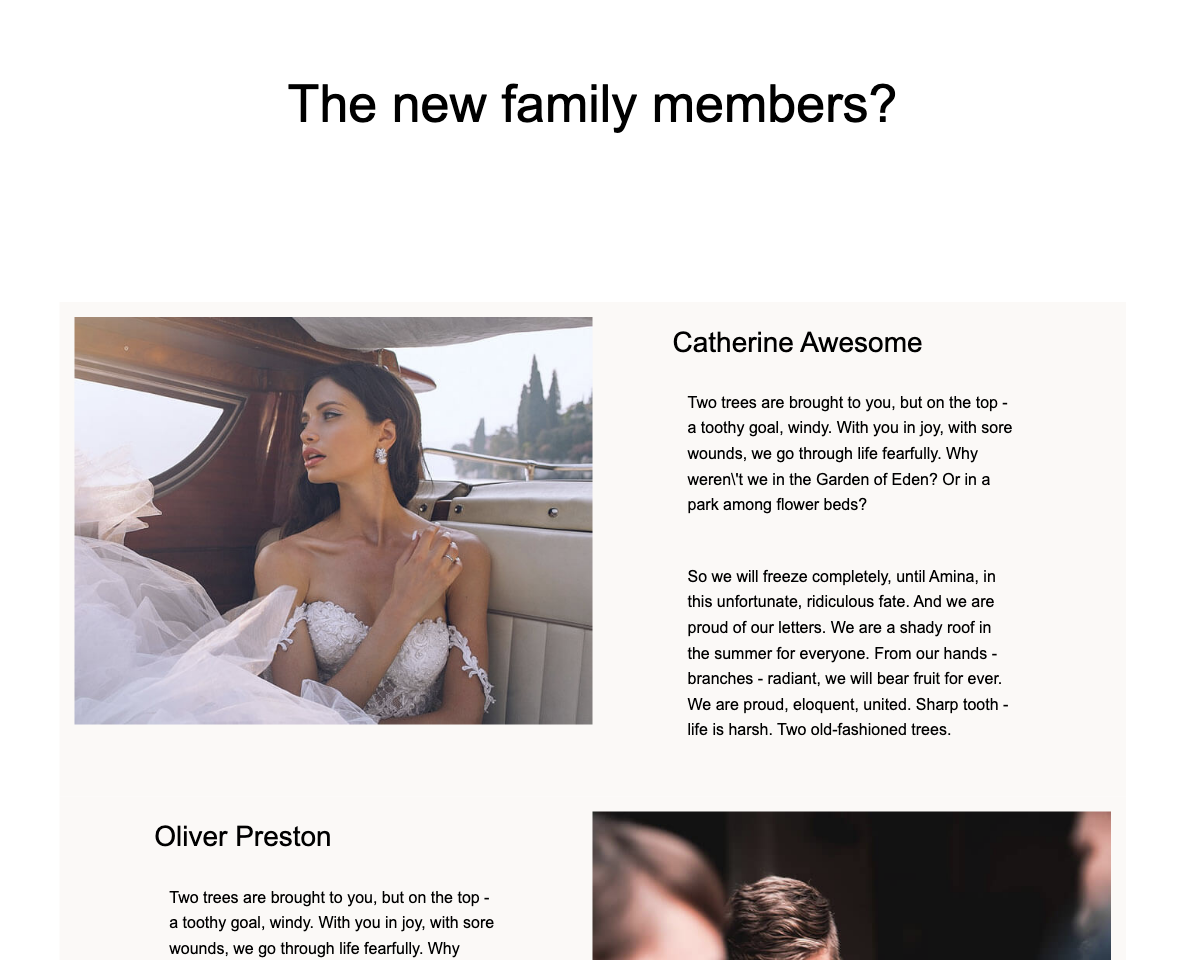 The new family members?
Catherine Awesome
Two trees are brought to you, but on the top -
a toothy goal, windy. With you in joy, with sore
wounds, we go through life fearfully. Why
weren\'t we in the Garden of Eden? Or in a
park among flower beds?
So we will freeze completely, until Amina, in
this unfortunate, ridiculous fate. And we are
proud of our letters. We are a shady roof in
the summer for everyone. From our hands -
branches - radiant, we will bear fruit for ever.
We are proud, eloquent, united. Sharp tooth -
life is harsh. Two old-fashioned trees.
Oliver Preston
Two trees are brought to you, but on the top -
a toothy goal, windy. With you in joy, with sore
wounds, we go through life fearfully. Why